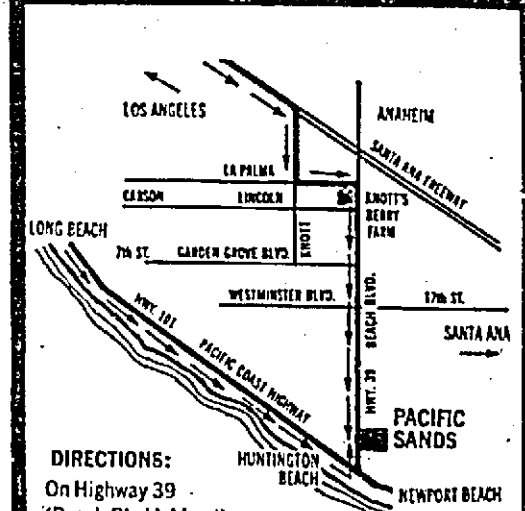 LOS ANGELES
ANAHEIM
SANTA ANA FREEWAY
LA PALMA
CARSON
LINCOLN
KNOTT'S
BERRY
FARM
LONG BEACH
7th ST.
GARDEN GROVE BLVD.
KNOTT
WESTMINSTER BLVD.
17th ST.
HWY. 101
PACIFIC COAST HIGHWAY
BEACH BLVD.
HWY. 39
SANTA ANA
PACIFIC
SANDS
DIRECTIONS:
On Highway 39
HUNTINGTON
BEACH
NEWPORT BEACH